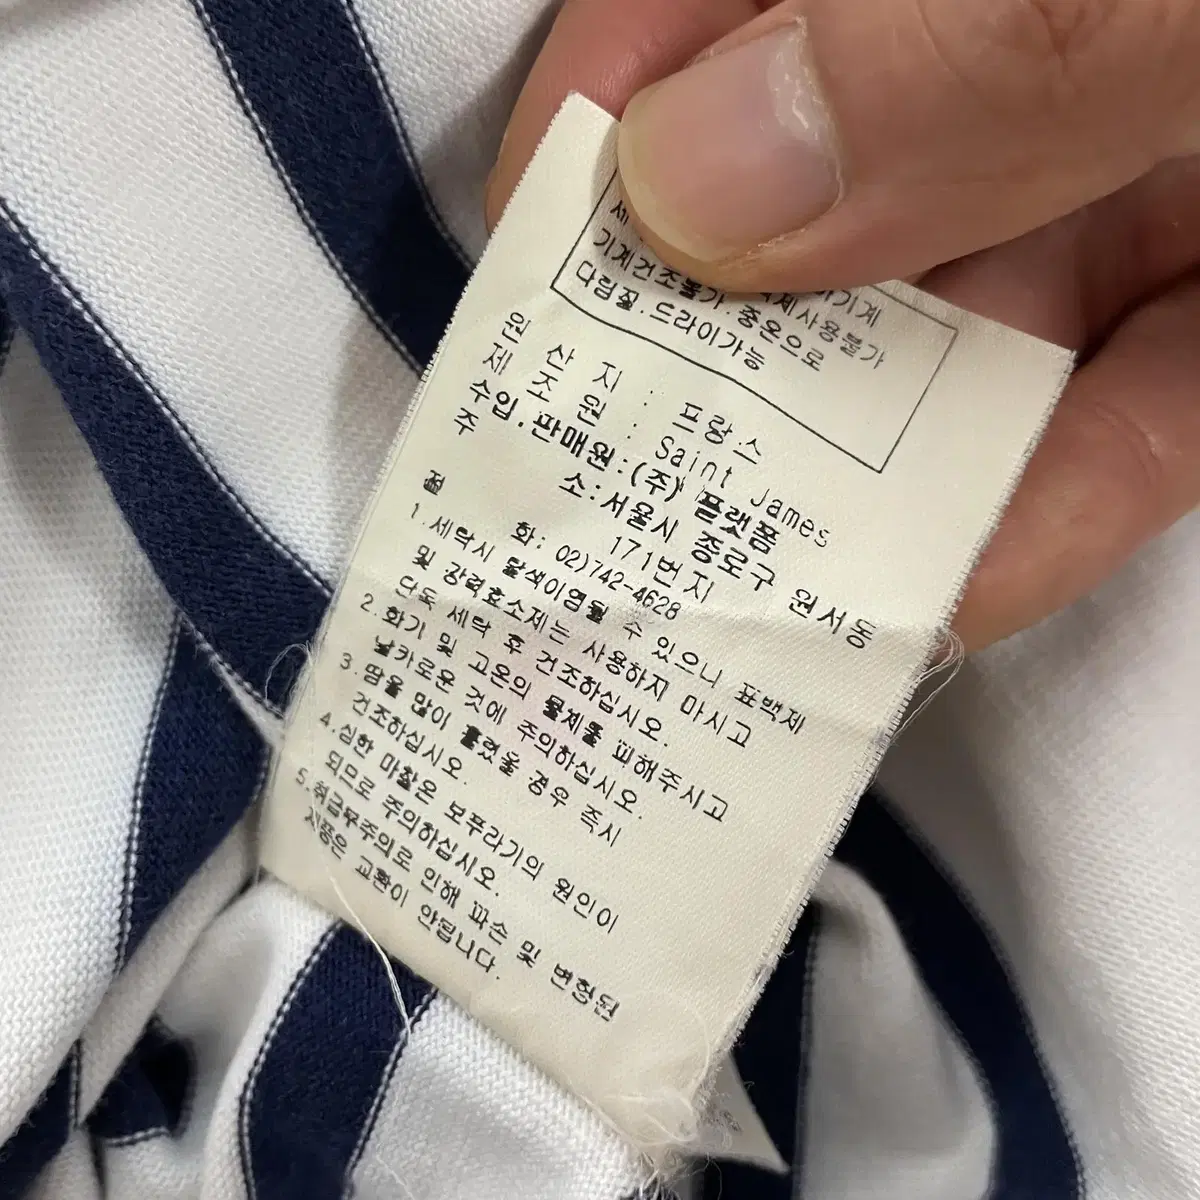 세
기계건조불가. 표백제사용불가
다림질.드라이가능 중온으로
원 산 지 : 프랑스
제 조 원 : Saint James
수입.판매원:(주) 플랫폼
주 소:서울시 종로구 원서동
171번지
전 화: 02)742-4628
1.세탁시 탈색이염될 수 있으니 표백제
및 강력효소제는 사용하지 마시고
단독 세탁 후 건조하십시오.
2.화기 및 고온의 물체를 피해주시고
날카로운 것에 주의하십시오.
3.땀을 많이 흘렸을 경우 즉시
건조하십시오.
4.심한 마찰은 보푸라기의 원인이
되므로 주의하십시오.
5.취급부주의로 인해 파손 및 변형된
제품은 교환이 안됩니다.